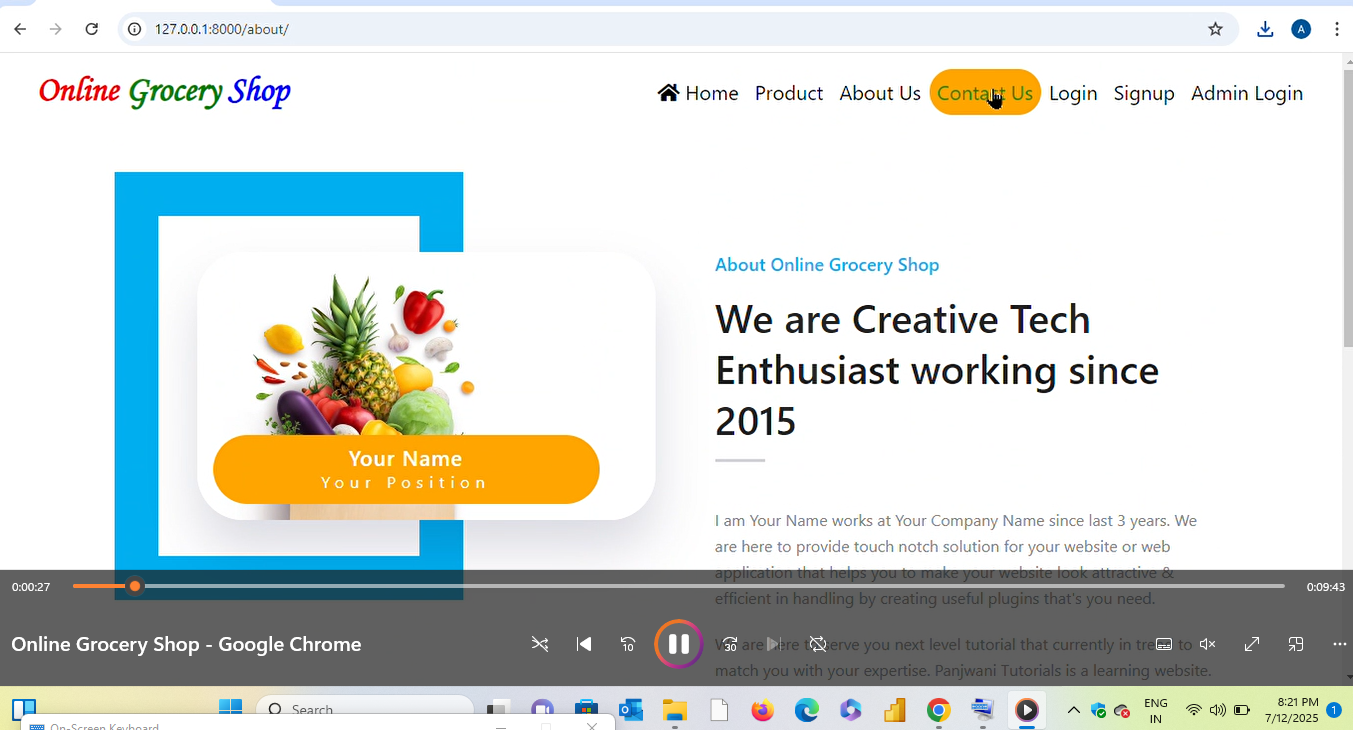 127.0.0.1:8000/about/
A
Online Grocery Shop
Home Product About Us Contact Us Login Signup Admin Login
About Online Grocery Shop
We are Creative Tech
Enthusiast working since
2015
Your Name
Your Position
I am Your Name works at Your Company Name since last 3 years. We
are here to provide touch notch solution for your website or web
application that helps you to make your website look attractive &
efficient in handling by creating useful plugins that's you need.
0:00:27
0:09:43
Online Grocery Shop - Google Chrome
10
30
serve you next level tutorial that currently in
to
match you with your expertise. Panjwani Tutorials is a learning website.
Search
ENG
IN
8:21 PM
7/12/2025
1
On-Screen Keyboard